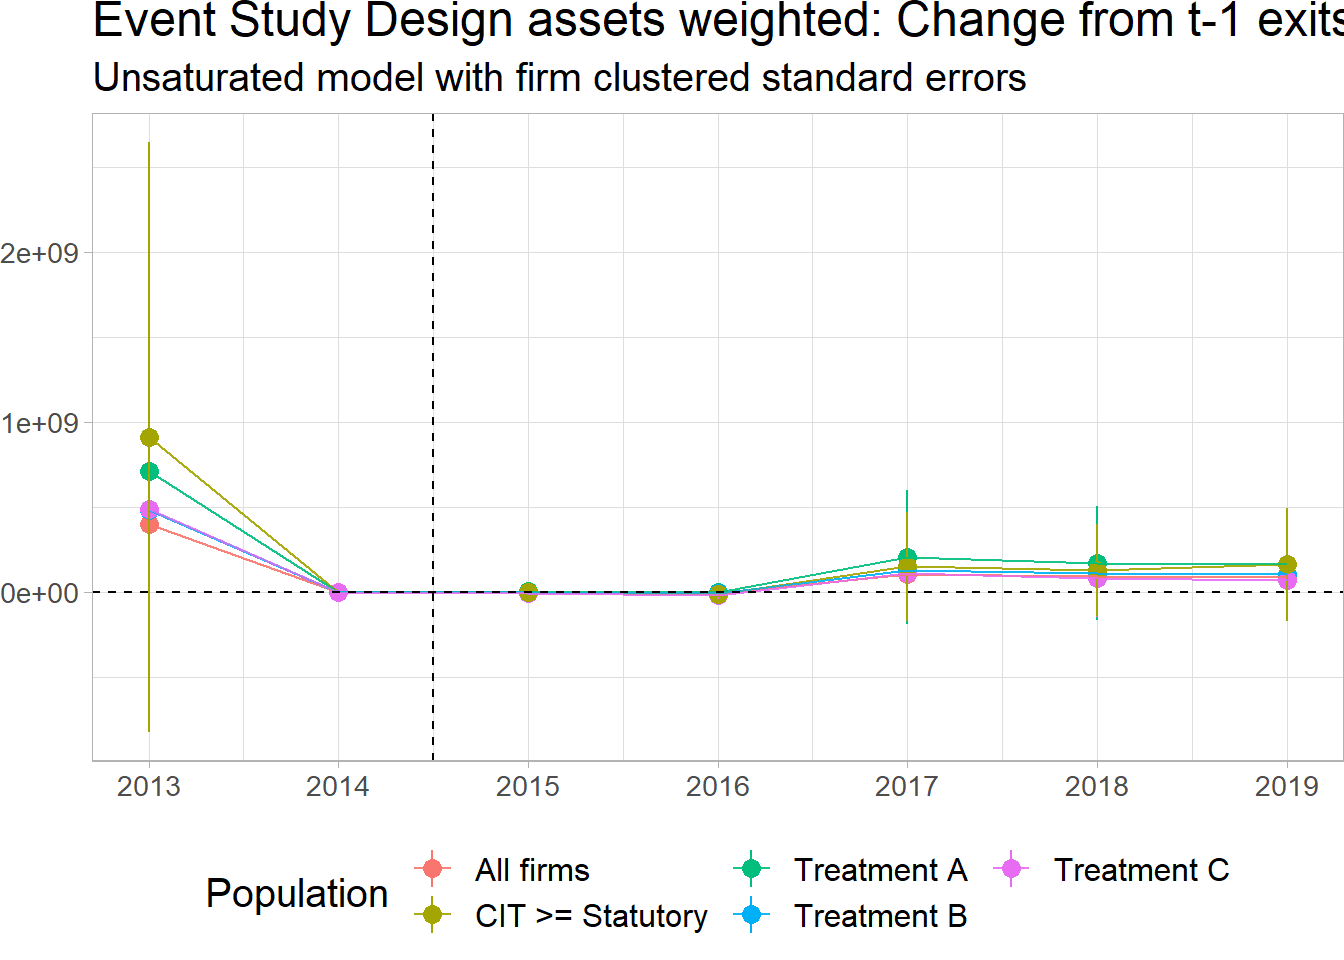 Event Study Design assets weighted: Change from t-1 exits
Unsaturated model with firm clustered standard errors
2e+09
1e+09
0e+00
2013 2014 2015 2016 2017 2018 2019
Population
All firms Treatment A Treatment C
CIT >= Statutory Treatment B